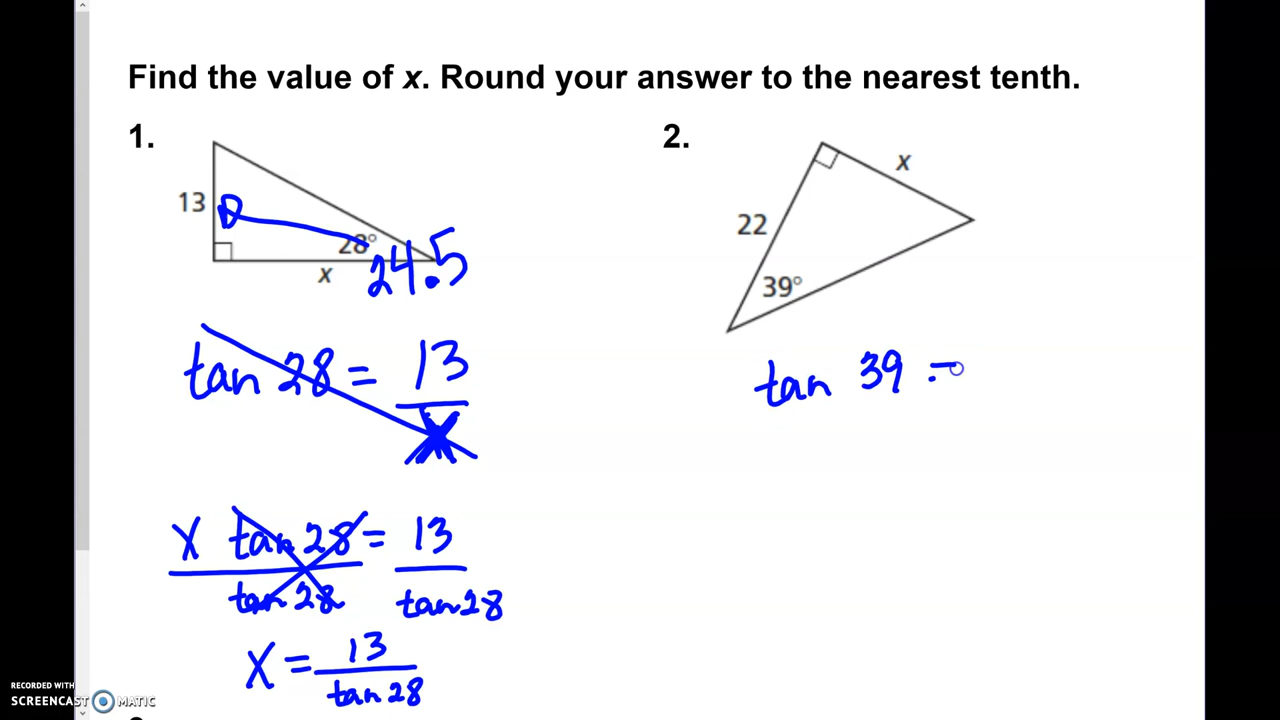 Find the value of x. Round your answer to the nearest tenth.
1.
13
28°
x
24.5
tan 28 = 13
x
x tan 28 = 13
tan 28 tan 28
x = 13
tan 28
2.
x
22
39°
tan 39 =
RECORDED WITH
SCREENCAST MATIC